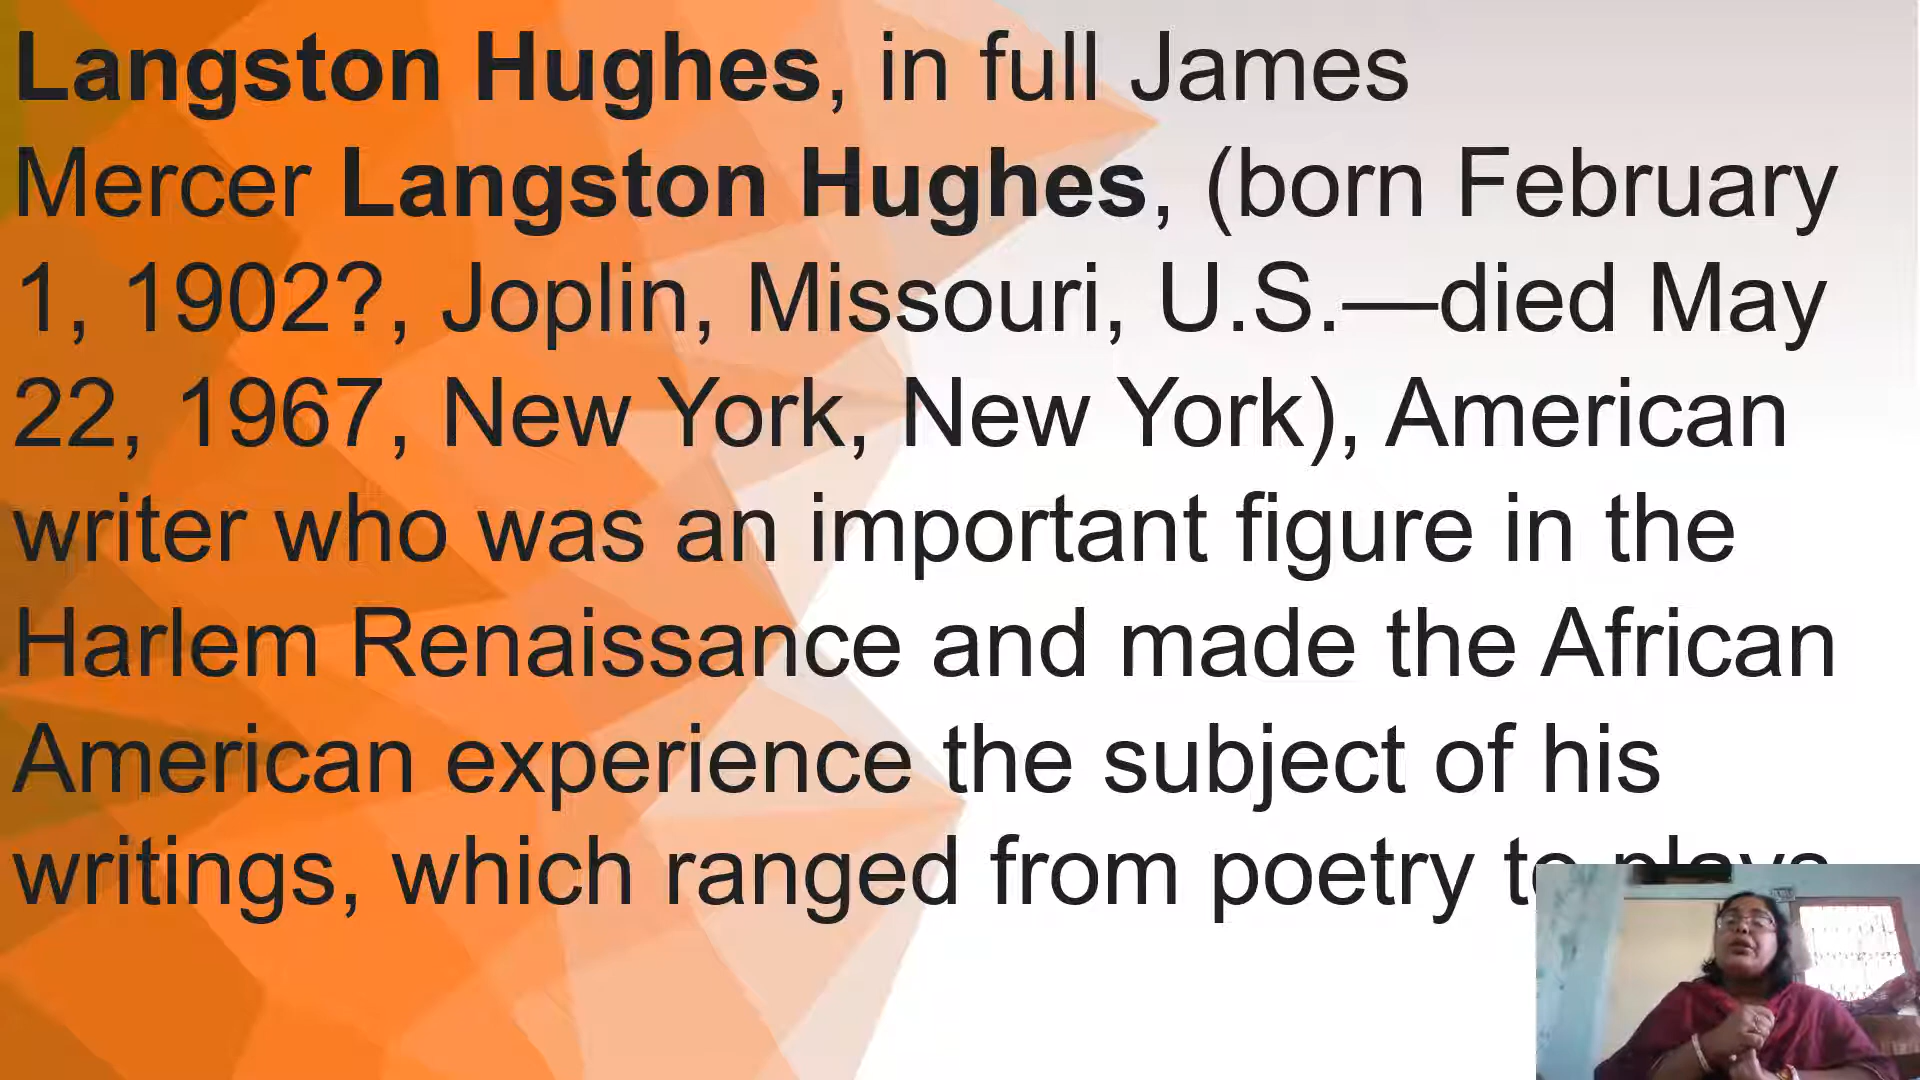 Langston Hughes, in full James
Mercer Langston Hughes, (born February
1, 1902?, Joplin, Missouri, U.S.—died May
22, 1967, New York, New York), American
writer who was an important figure in the
Harlem Renaissance and made the African
American experience the subject of his
writings, which ranged from poetry to plays